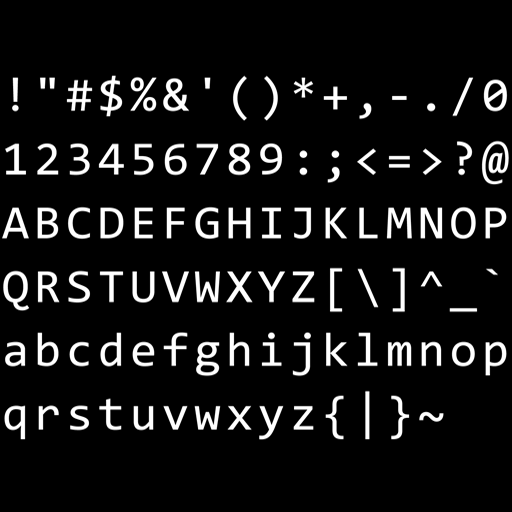 !"#$%&'()*+,-./0
123456789:;<=>?@
ABCDEFGHIJKLMNOP
QRSTUVWXYZ[\]^_`
abcdefghijklmnop
qrstuvwxyz{|}~